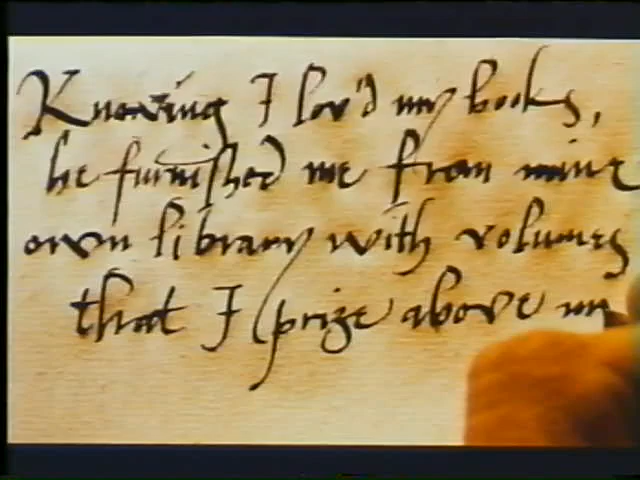 Knowing I lov'd my books,
he furnished me from mine
own library with volumes
that I prize above my